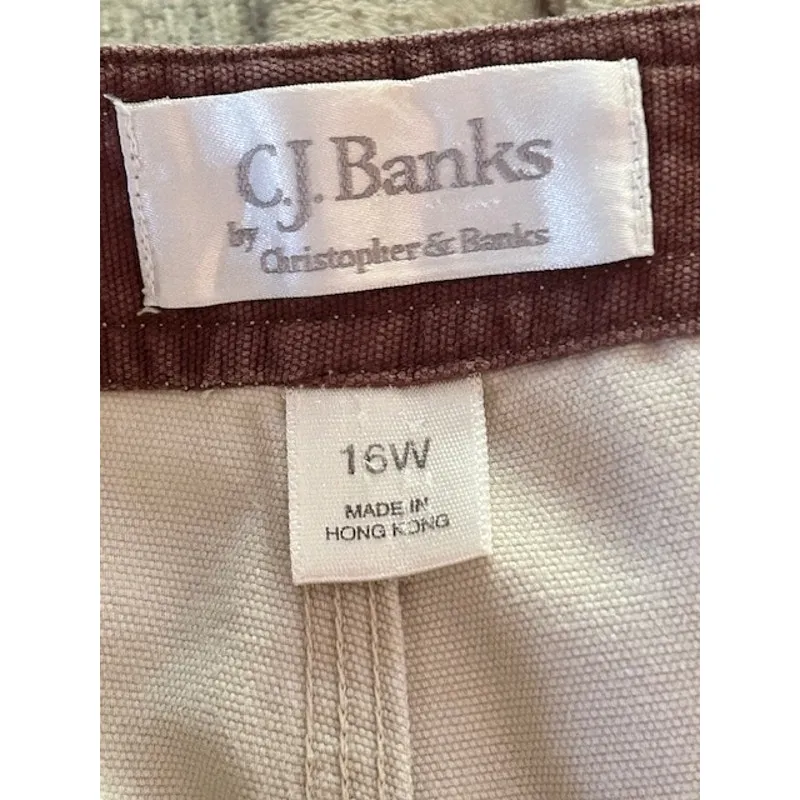 C.J. Banks
by Christopher & Banks
16W
MADE IN
HONG KONG